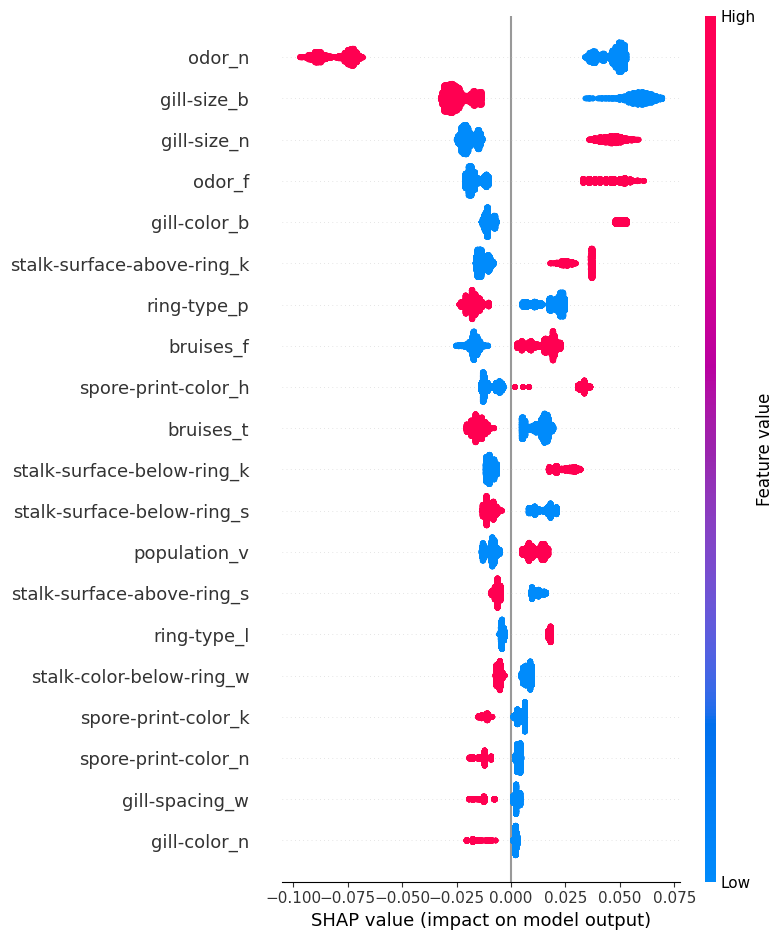 High
odor_n
gill-size_b
gill-size_n
odor_f
gill-color_b
stalk-surface-above-ring_k
ring-type_p
bruises_f
spore-print-color_h
bruises_t
stalk-surface-below-ring_k
stalk-surface-below-ring_s
population_v
stalk-surface-above-ring_s
ring-type_l
stalk-color-below-ring_w
spore-print-color_k
spore-print-color_n
gill-spacing_w
gill-color_n
Feature value
Low
−0.100 −0.075 −0.050 −0.025 0.000 0.025 0.050 0.075
SHAP value (impact on model output)